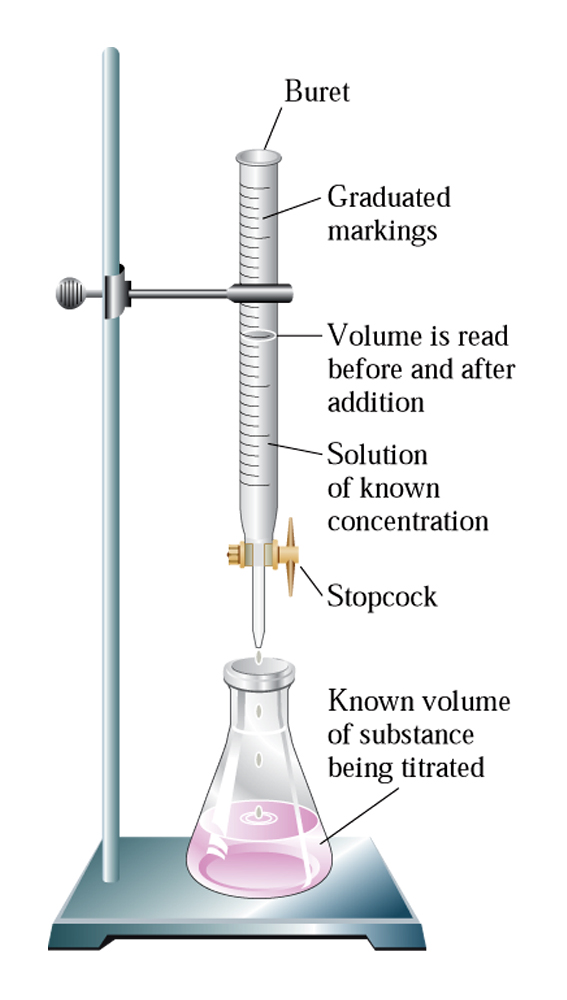 Buret
Graduated
markings
Volume is read
before and after
addition
Solution
of known
concentration
Stopcock
Known volume
of substance
being titrated